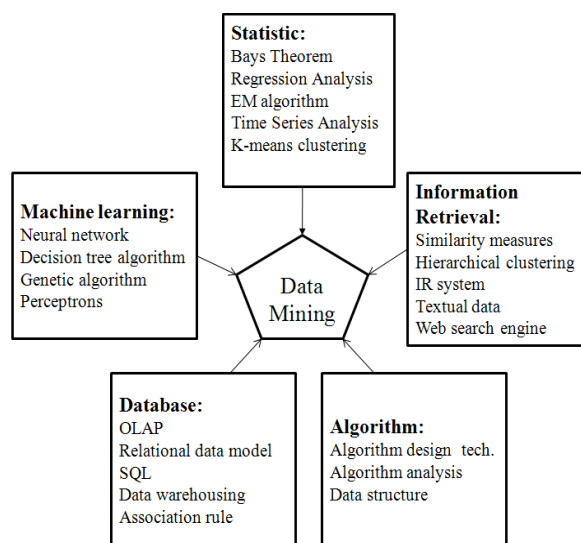 Statistic:
Bays Theorem
Regression Analysis
EM algorithm
Time Series Analysis
K-means clustering
Machine learning:
Neural network
Decision tree algorithm
Genetic algorithm
Perceptrons
Information
Retrieval:
Similarity measures
Hierarchical clustering
IR system
Textual data
Web search engine
Data
Mining
Database:
OLAP
Relational data model
SQL
Data warehousing
Association rule
Algorithm:
Algorithm design tech.
Algorithm analysis
Data structure